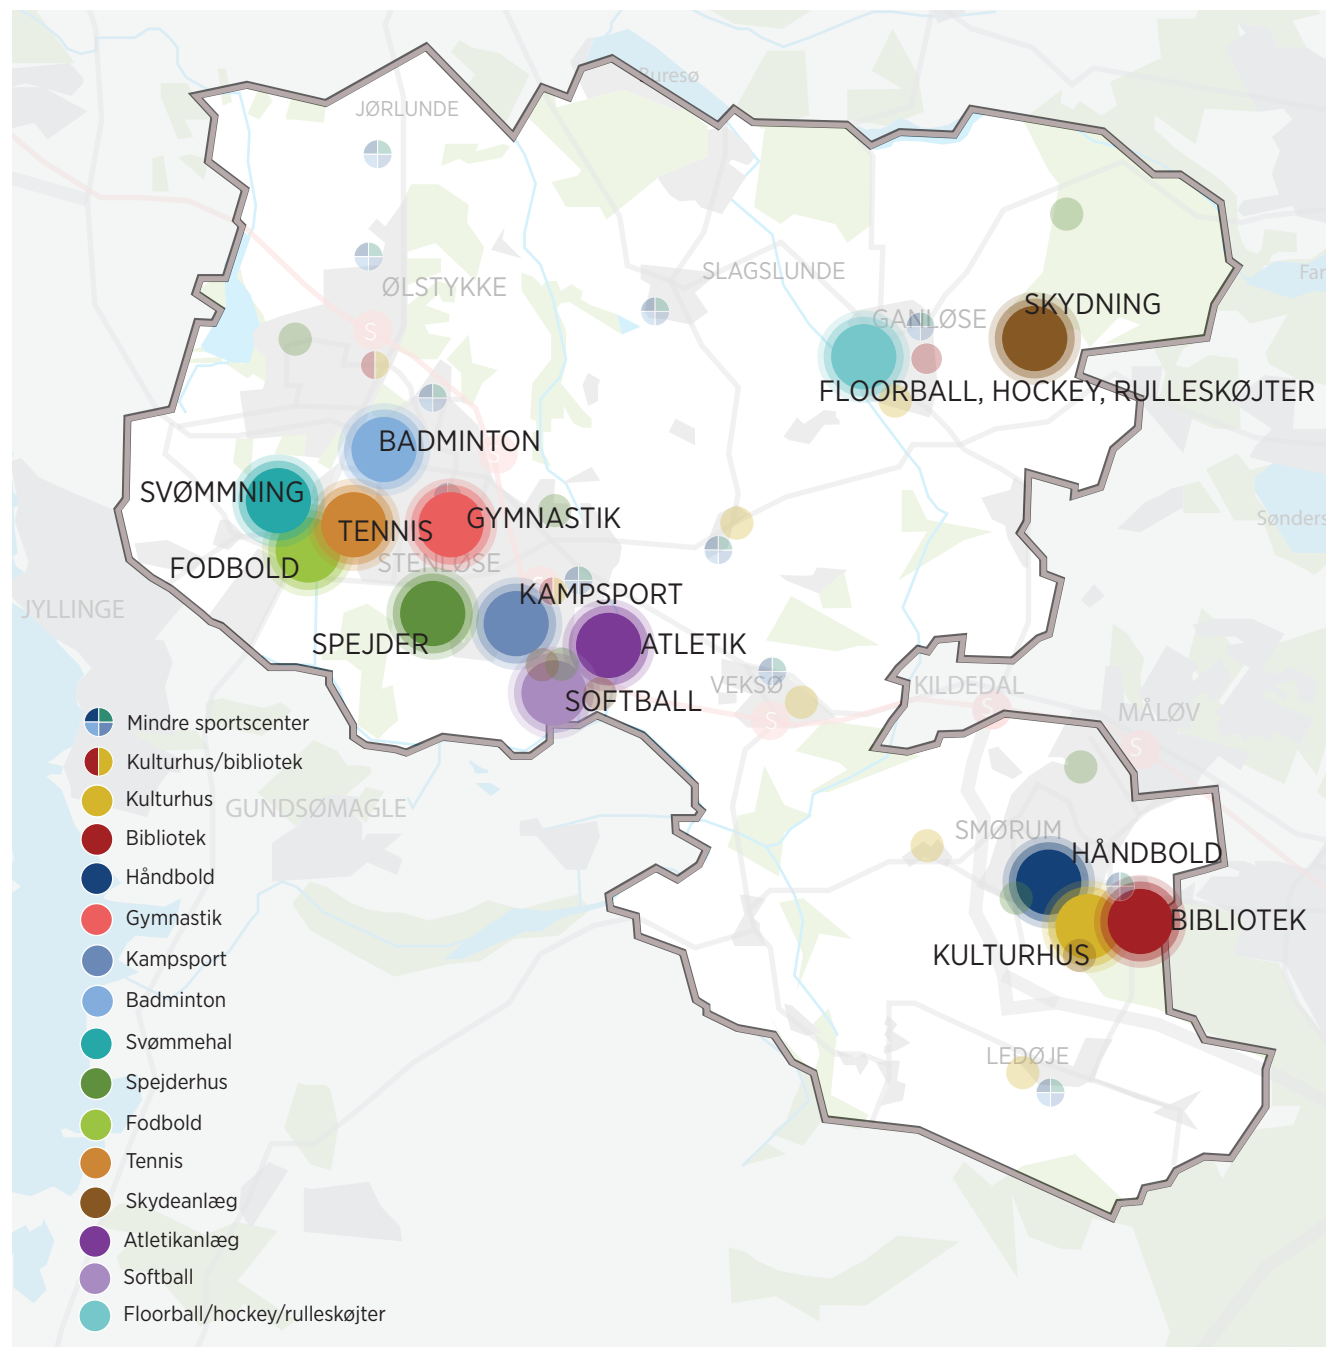 Buresø
JØRLUNDE
SLAGSLUNDE
ØLSTYKKE
SKYDNING
GANLØSE
S
FLOORBALL, HOCKEY, RULLESKØJTER
BADMINTON
S
SVØMMNING
GYMNASTIK
TENNIS
FODBOLD
STENLØSE
KAMPSPORT
JYLLINGE
SPEJDER
ATLETIK
VEKSØ
KILDEDAL
SOFTBALL
MÅLØV
S
S
S
GUNDSØMAGLE
SMØRUM
HÅNDBOLD
BIBLIOTEK
KULTURHUS
LEDØJE
Mindre sportscenter
Kulturhus/bibliotek
Kulturhus
Bibliotek
Håndbold
Gymnastik
Kampsport
Badminton
Svømmehal
Spejderhus
Fodbold
Tennis
Skydeanlæg
Atletikanlæg
Softball
Floorball/hockey/rulleskøjter